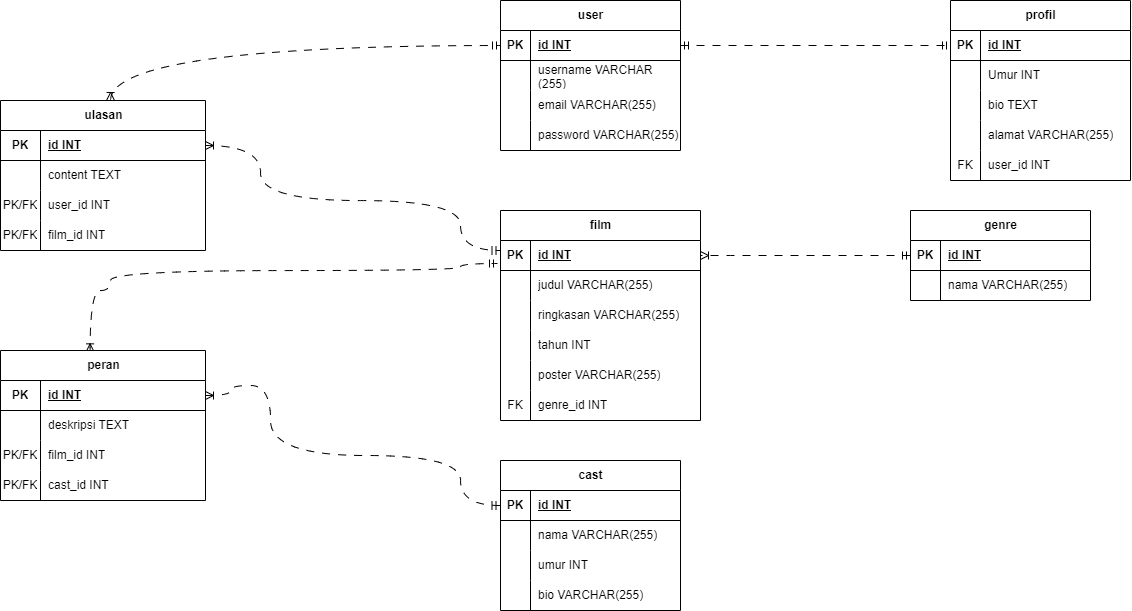 user
PK id INT
username VARCHAR
(255)
email VARCHAR(255)
password VARCHAR(255)
profil
PK id INT
Umur INT
bio TEXT
alamat VARCHAR(255)
FK user_id INT
ulasan
PK id INT
content TEXT
PK/FK user_id INT
PK/FK film_id INT
film
PK id INT
judul VARCHAR(255)
ringkasan VARCHAR(255)
tahun INT
poster VARCHAR(255)
FK genre_id INT
genre
PK id INT
nama VARCHAR(255)
peran
PK id INT
deskripsi TEXT
PK/FK film_id INT
PK/FK cast_id INT
cast
PK id INT
nama VARCHAR(255)
umur INT
bio VARCHAR(255)